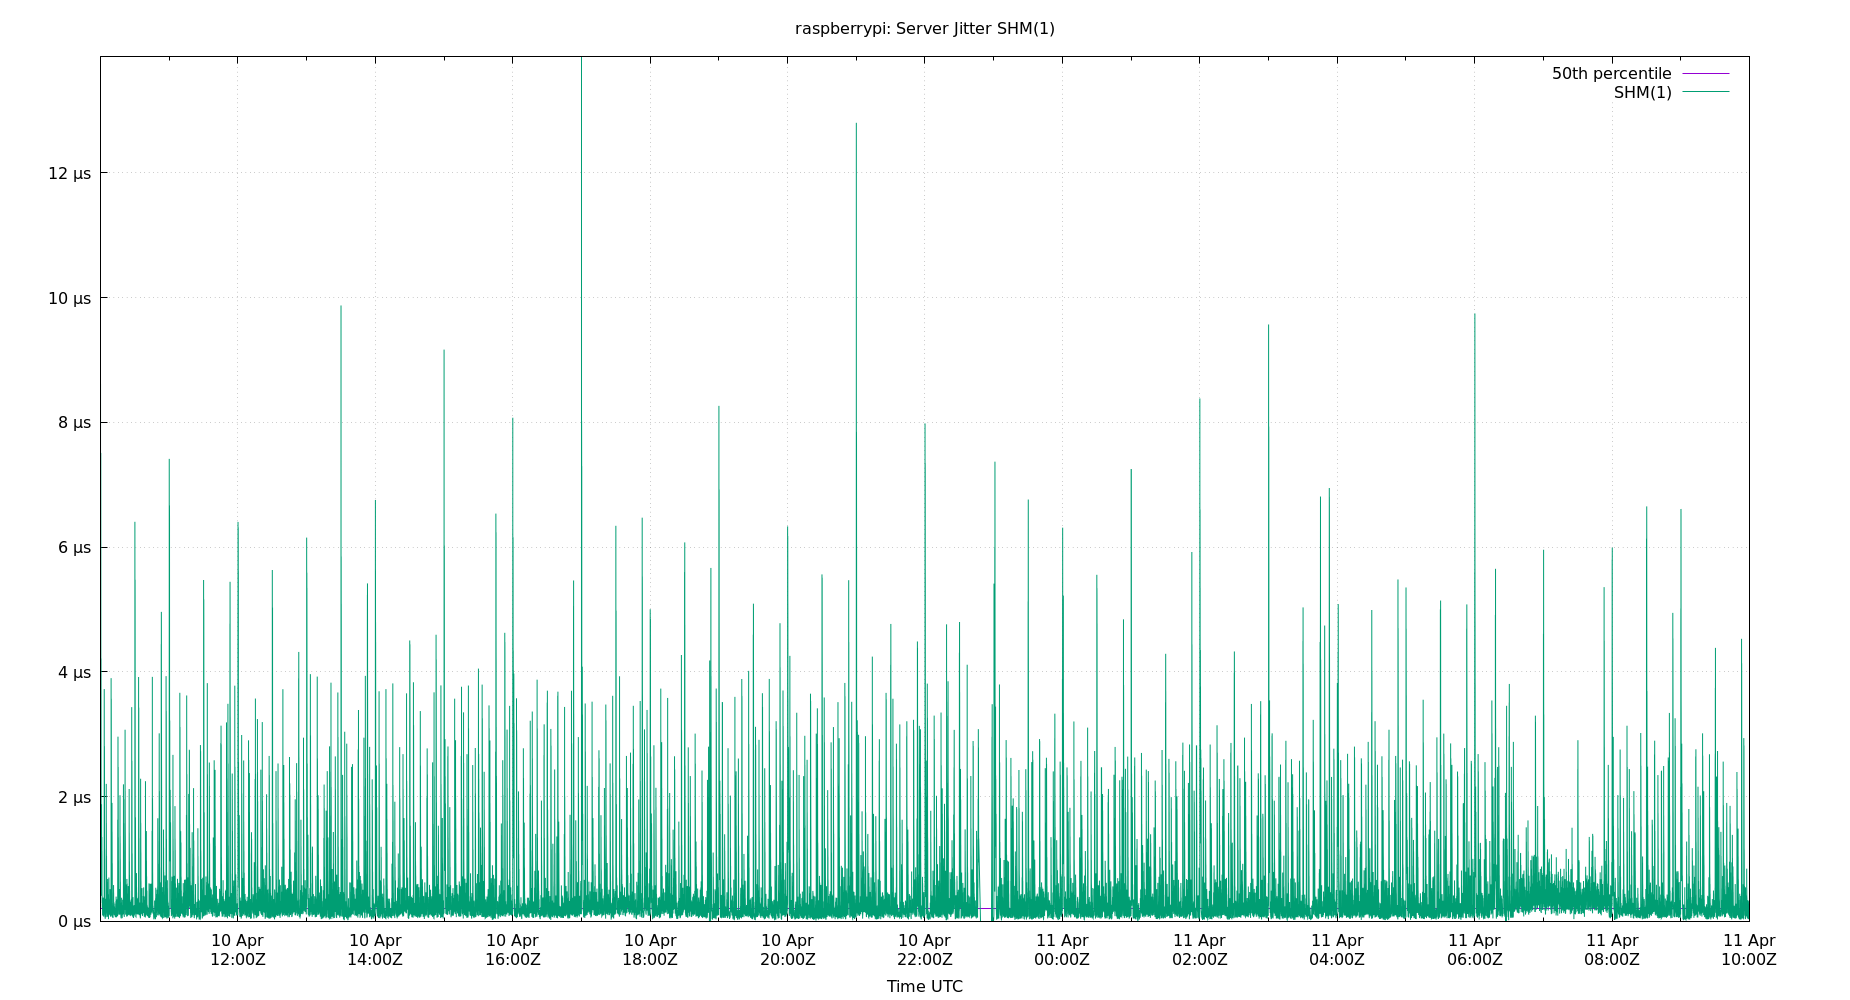 raspberrypi: Server Jitter SHM(1)
50th percentile
SHM(1)
12 µs
10 µs
8 µs
6 µs
4 µs
2 µs
0 µs
10 Apr 10 Apr 10 Apr 10 Apr 10 Apr 10 Apr 11 Apr 11 Apr 11 Apr 11 Apr 11 Apr 11 Apr
12:00Z 14:00Z 16:00Z 18:00Z 20:00Z 22:00Z 00:00Z 02:00Z 04:00Z 06:00Z 08:00Z 10:00Z
Time UTC